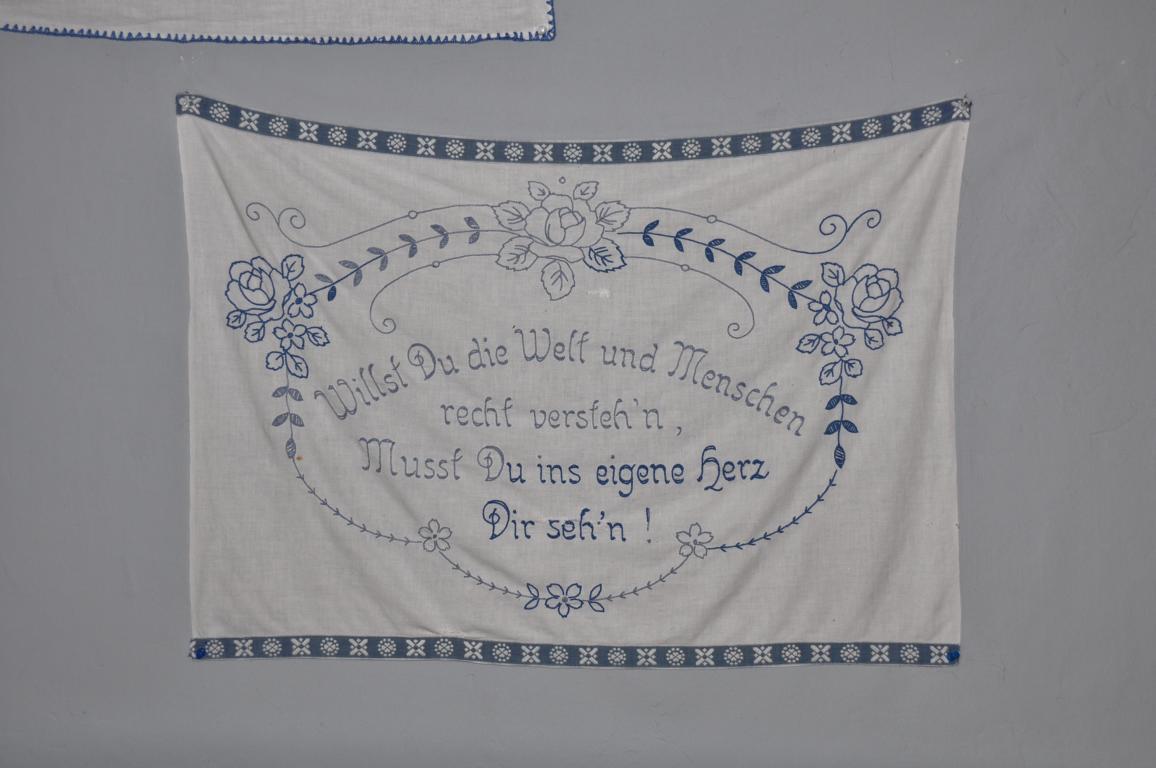 Willst Du die Welt und Menschen
recht versteh'n,
Musst Du ins eigene Herz
Dir seh'n !